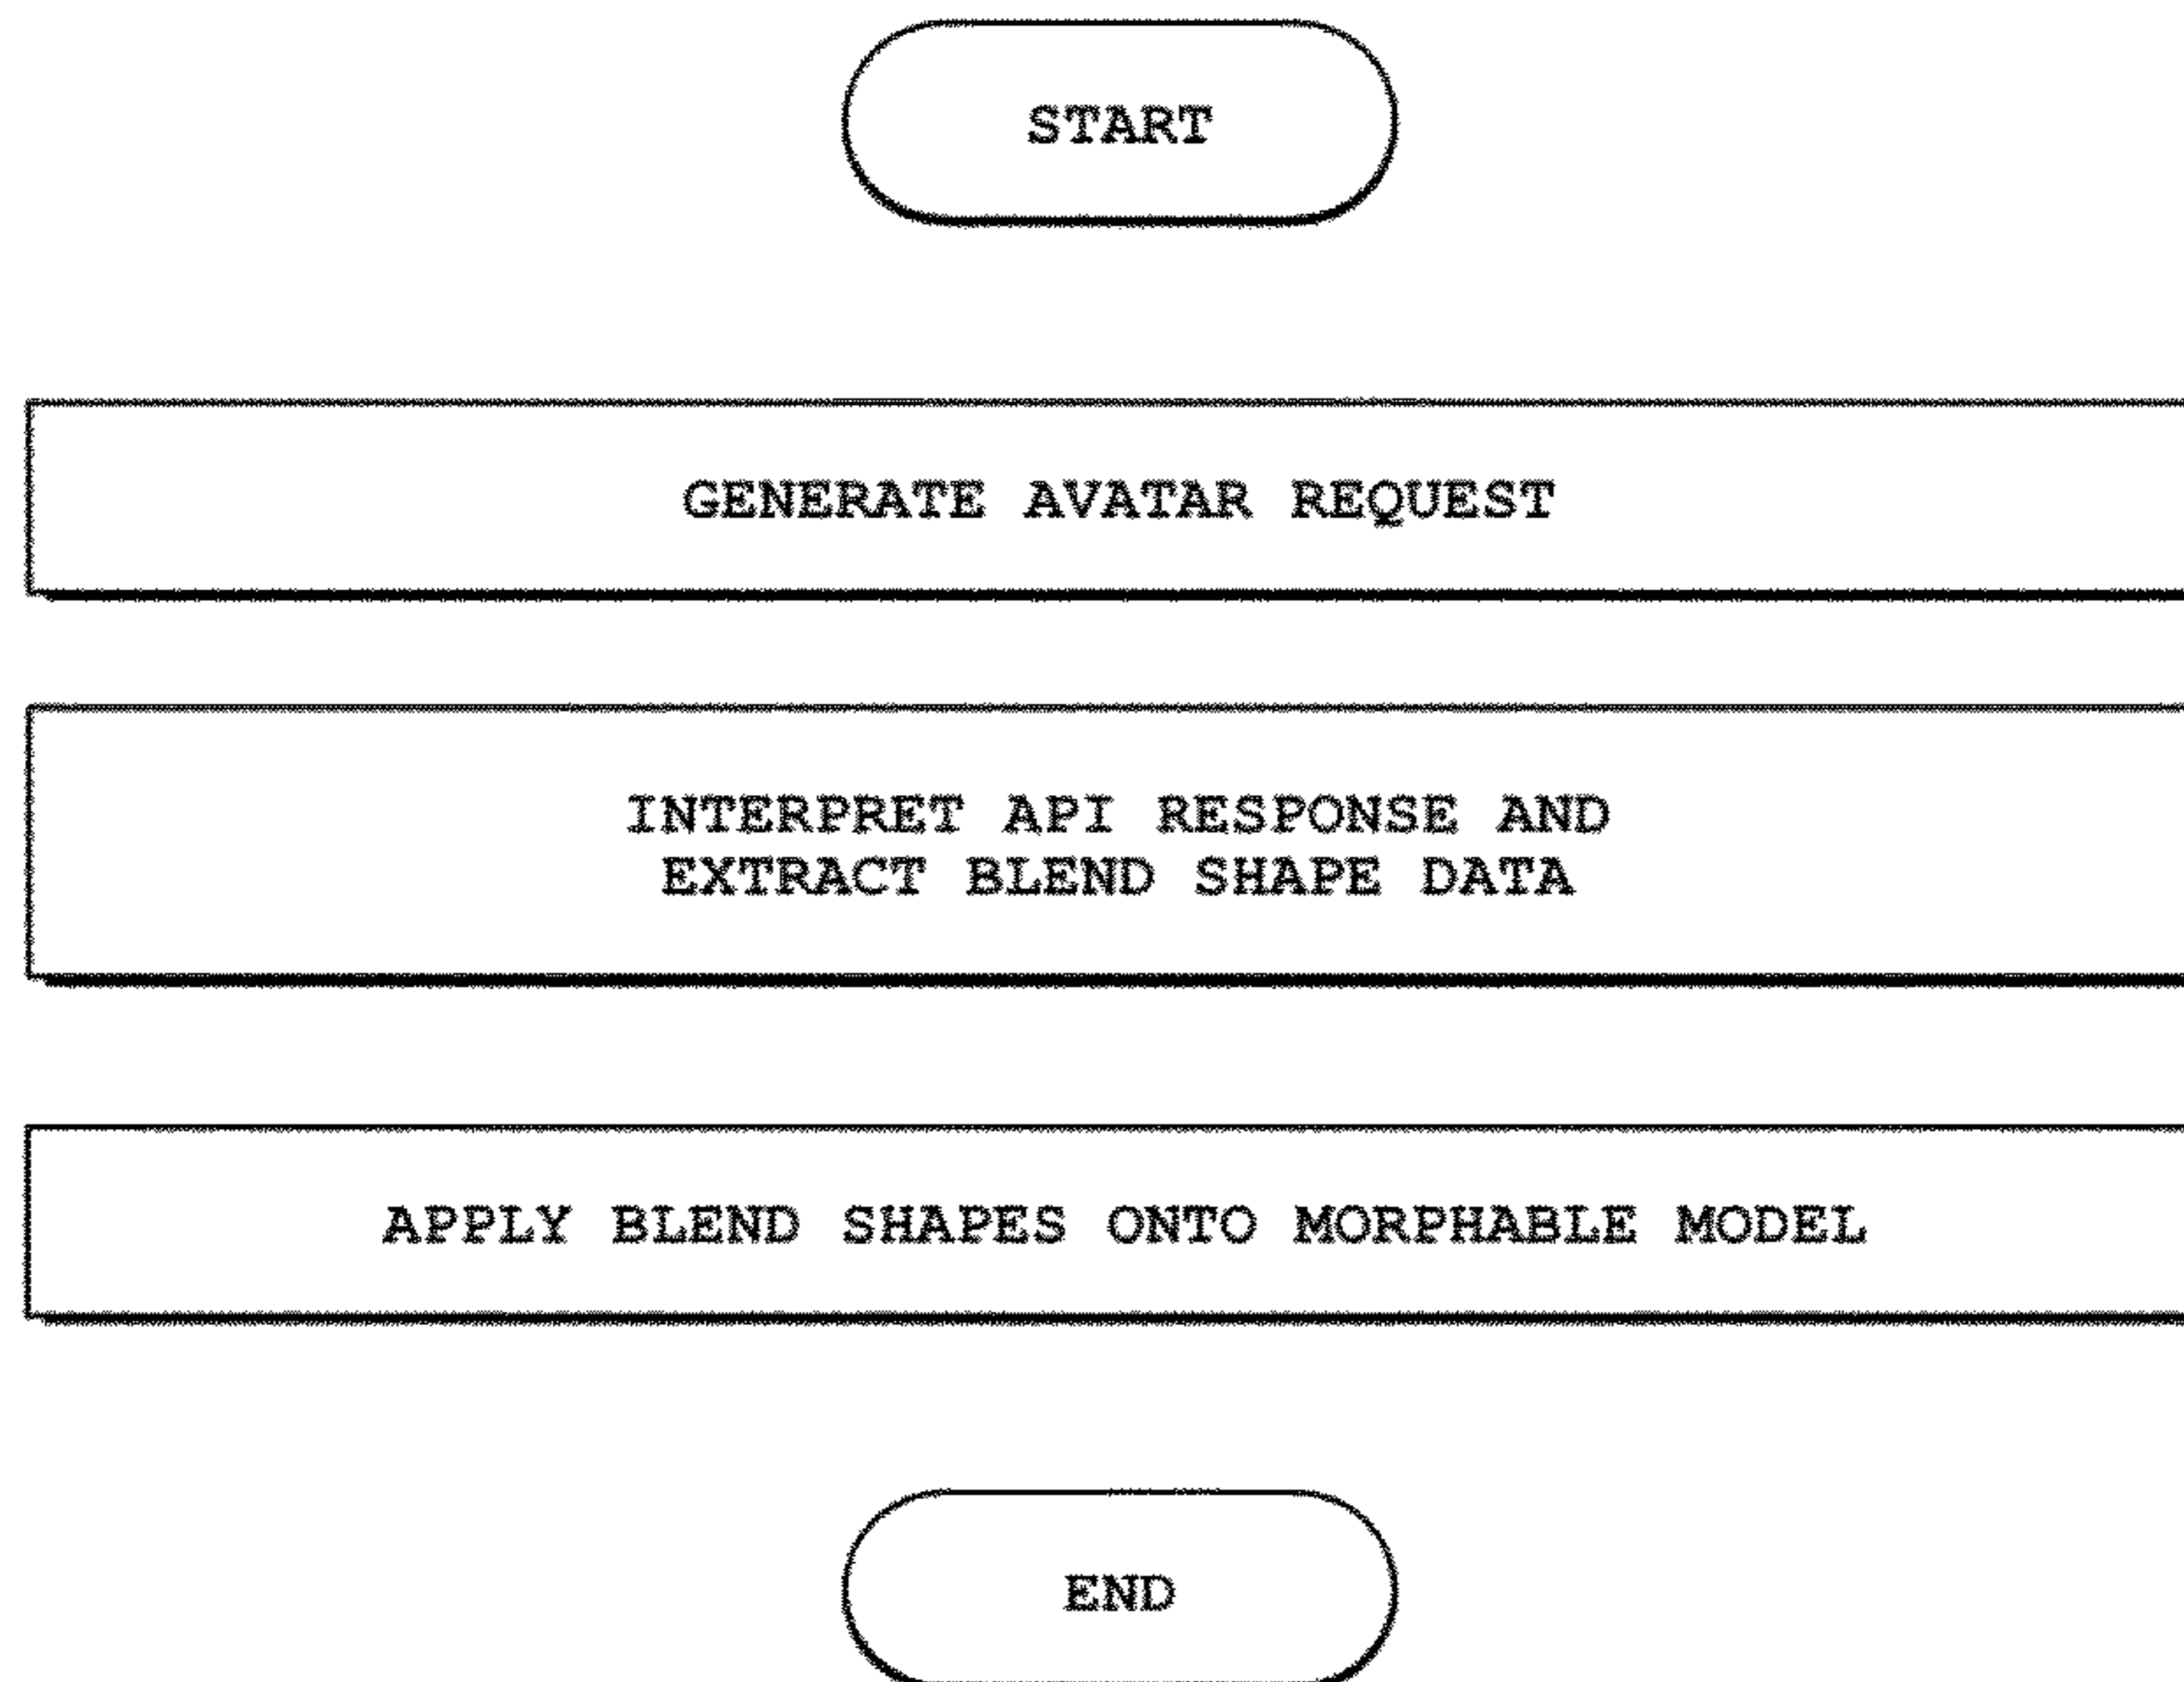 START
GENERATE AVATAR REQUEST
INTERPRET API RESPONSE AND
EXTRACT BLEND SHAPE DATA
APPLY BLEND SHAPES ONTO MORPHABLE MODEL
END